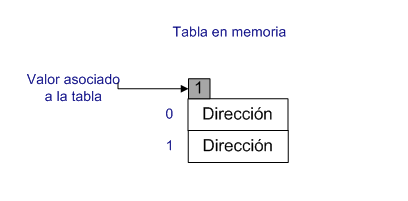 Tabla en memoria
Valor asociado
a la tabla
1
0 Dirección
1 Dirección